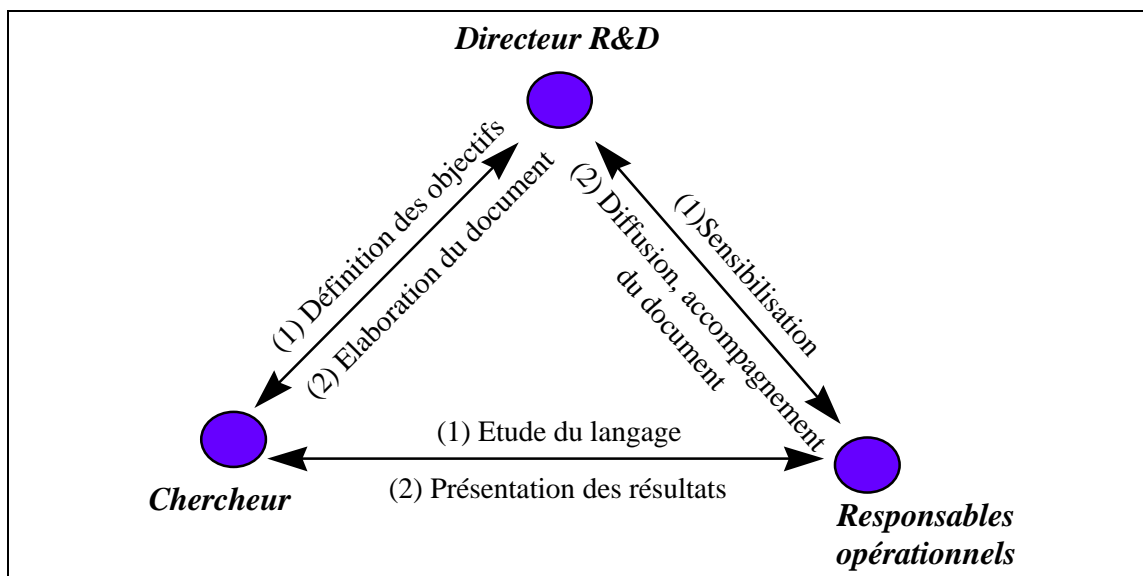 Directeur R&D
(1) Définition des objectifs
(2) Elaboration du document
(1)Sensibilisation
(2) Diffusion, accompagnement
du document
(1) Etude du langage
(2) Présentation des résultats
Chercheur
Responsables
opérationnels